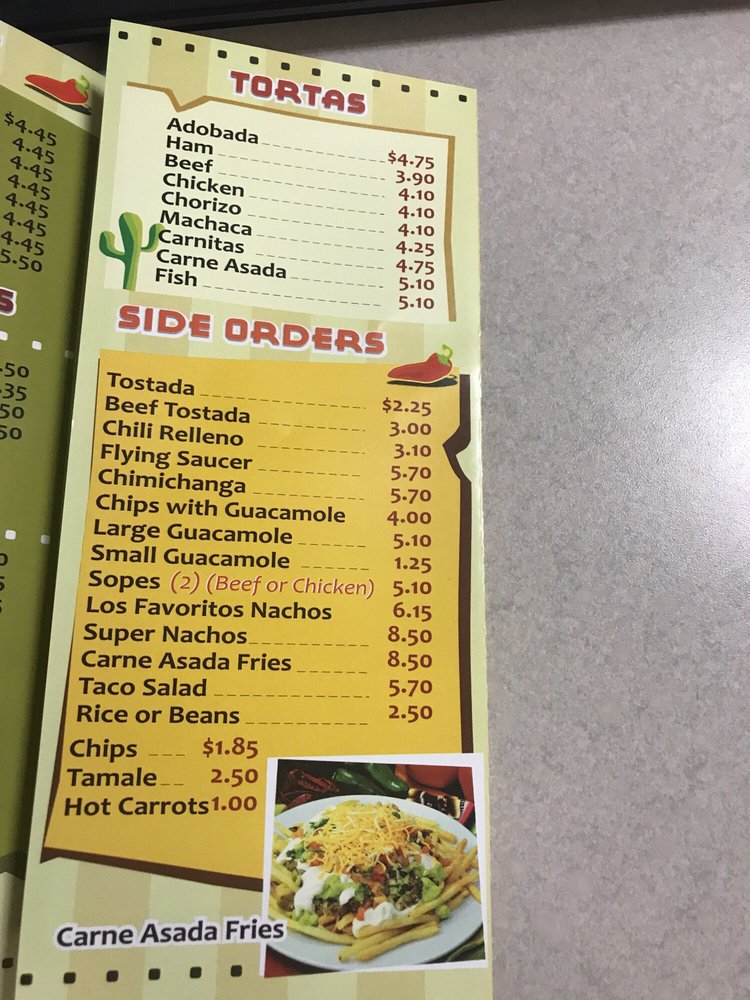 $4.45
4.45
4.45
4.45
4.45
4.45
4.45
5.50
S
.50
.35
50
50
TORTAS
Adobada $4.75
Ham 3.90
Beef 4.10
Chicken 4.10
Chorizo 4.10
Machaca 4.25
Carnitas 4.75
Carne Asada 5.10
Fish 5.10
SIDE ORDERS
Tostada $2.25
Beef Tostada 3.00
Chili Relleno 3.10
Flying Saucer 5.70
Chimichanga 5.70
Chips with Guacamole 4.00
Large Guacamole 5.10
Small Guacamole 1.25
Sopes (2) (Beef or Chicken) 5.10
Los Favoritos Nachos 6.15
Super Nachos 8.50
Carne Asada Fries 8.50
Taco Salad 5.70
Rice or Beans 2.50
Chips $1.85
Tamale 2.50
Hot Carrots 1.00
Carne Asada Fries